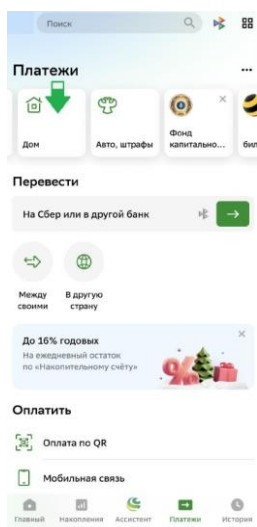 Поиск
Платежи
Дом
Авто, штрафы
Фонд
капитально...
бил
Перевести
На Сбер или в другой банк
Между
своими
В другую
страну
До 16% годовых
На ежедневный остаток
по «Накопительному счёту»
Оплатить
Оплата по QR
Мобильная связь
Главный Накопления Ассистент Платежи История